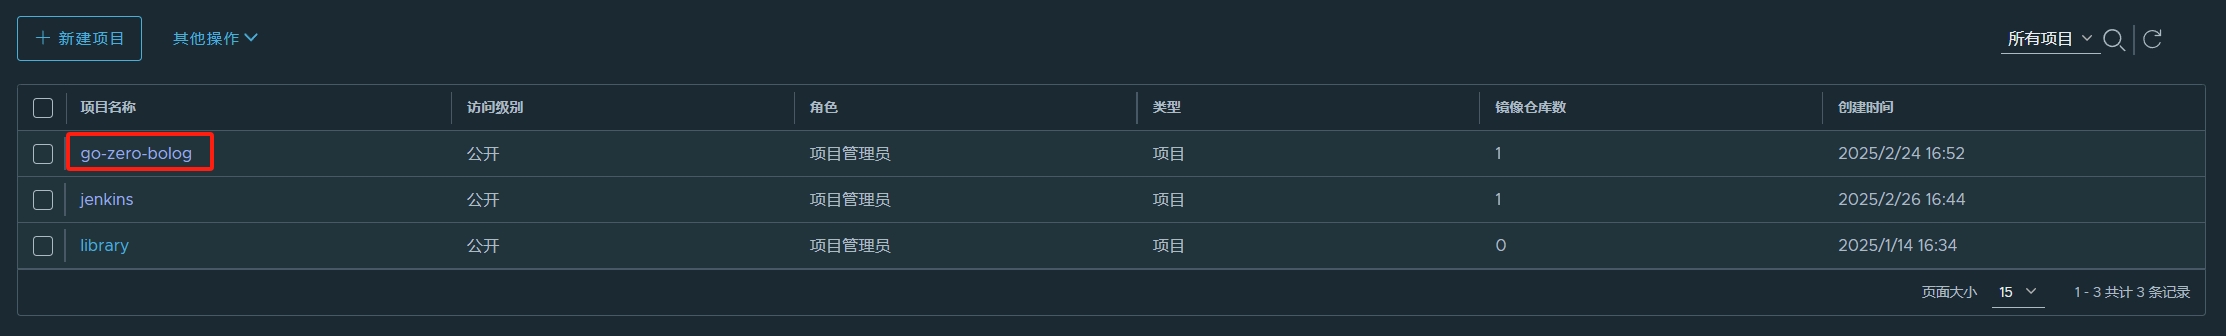 新建项目 其他操作 所有项目
项目名称 访问级别 角色 类型 镜像仓库数 创建时间
go-zero-bolog 公开 项目管理员 项目 1 2025/2/24 16:52
jenkins 公开 项目管理员 项目 1 2025/2/26 16:44
library 公开 项目管理员 项目 0 2025/1/14 16:34
页面大小 15 1 - 3 共计 3 条记录